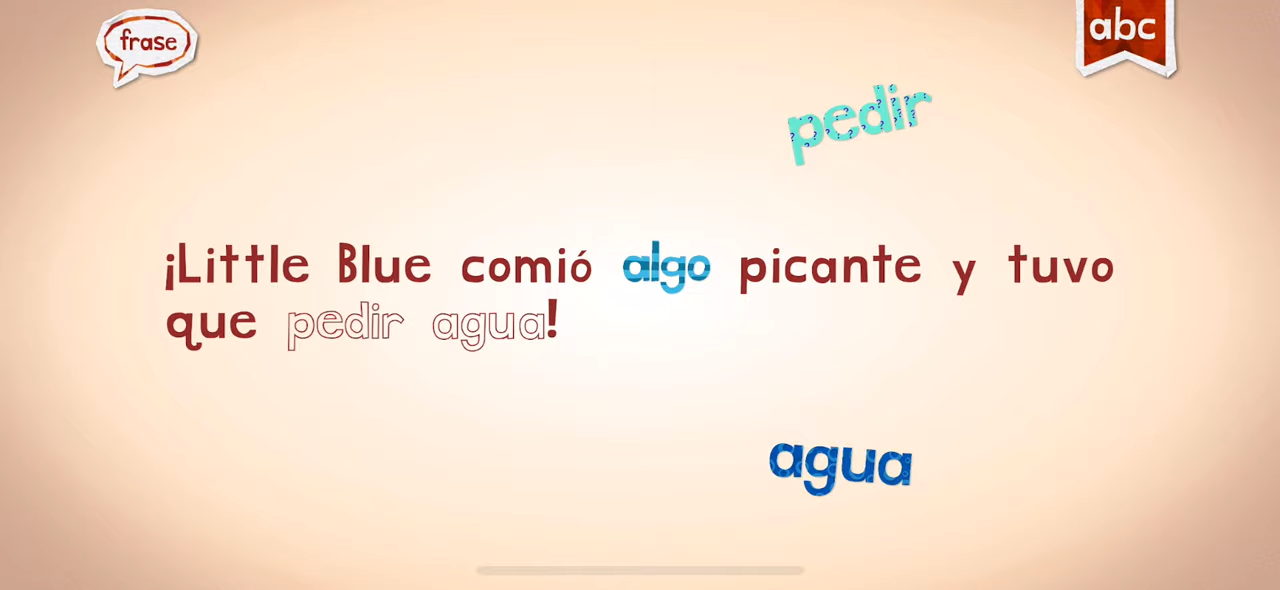 frase
abc
pedir
¡Little Blue comió algo picante y tuvo
que pedir agua!
agua